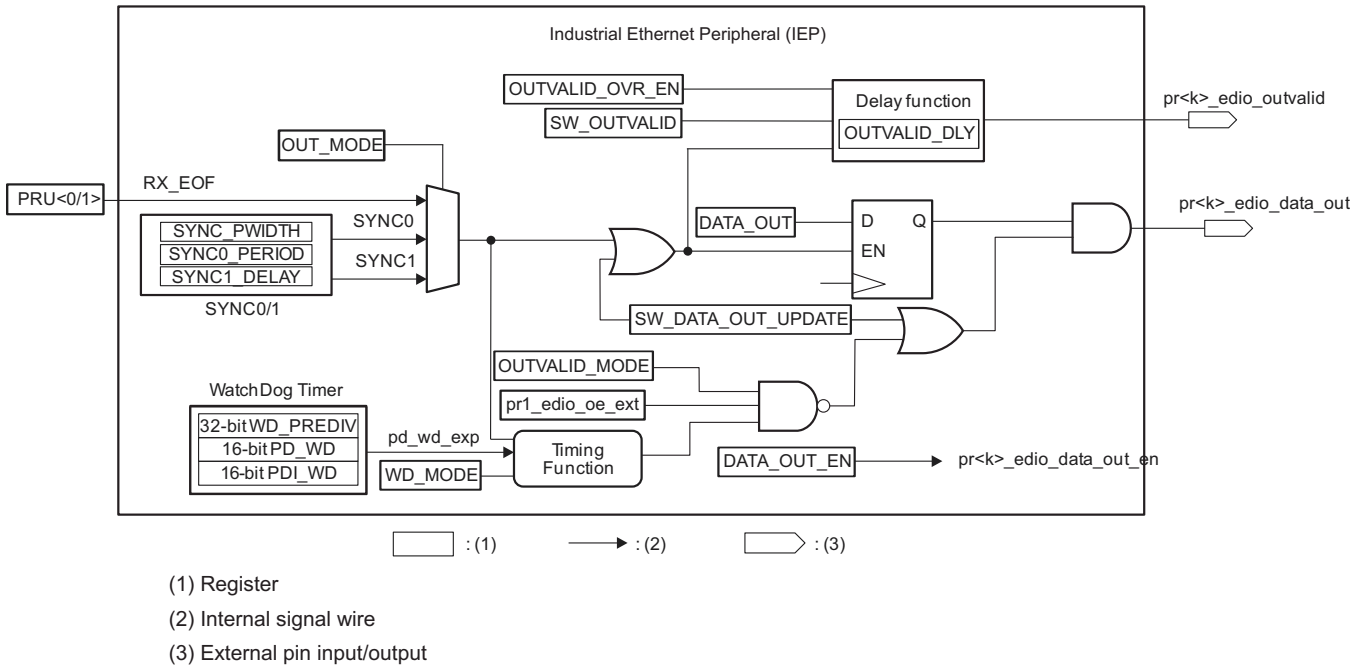 Industrial Ethernet Peripheral (IEP)
OUTVALID_OVR_EN
SW_OUTVALID
Delay function
OUTVALID_DLY
pr<k>_edio_outvalid
OUT_MODE
PRU<0/1>
RX_EOF
SYNC_PWIDTH
SYNC0_PERIOD
SYNC1_DELAY
SYNC0/1
SYNC0
SYNC1
DATA_OUT
D
Q
EN
pr<k>_edio_data_out
SW_DATA_OUT_UPDATE
OUTVALID_MODE
pr1_edio_oe_ext
WatchDog Timer
32-bit WD_PREDIV
16-bit PD_WD
16-bit PDI_WD
pd_wd_exp
WD_MODE
Timing
Function
DATA_OUT_EN
pr<k>_edio_data_out_en
: (1)
: (2)
: (3)
(1) Register
(2) Internal signal wire
(3) External pin input/output